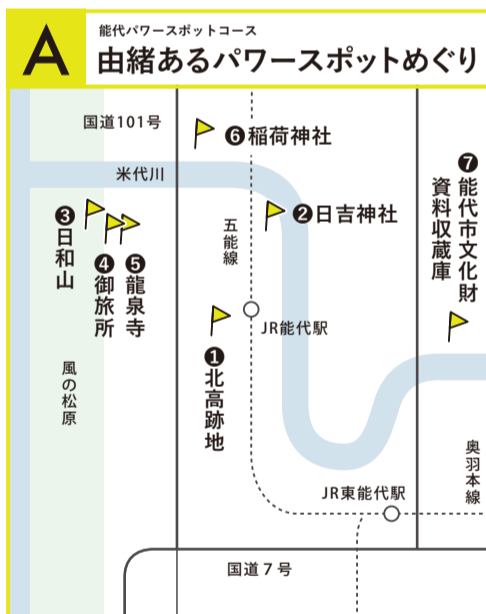 A
能代パワースポットコース
由緒あるパワースポットめぐり
国道101号
❻稲荷神社
米代川
❼能代市文化財
資料収蔵庫
❸日和山
❹御旅所
❺龍泉寺
五能線
❷日吉神社
JR能代駅
❶北高跡地
風の松原
奥羽本線
JR東能代駅
国道7号